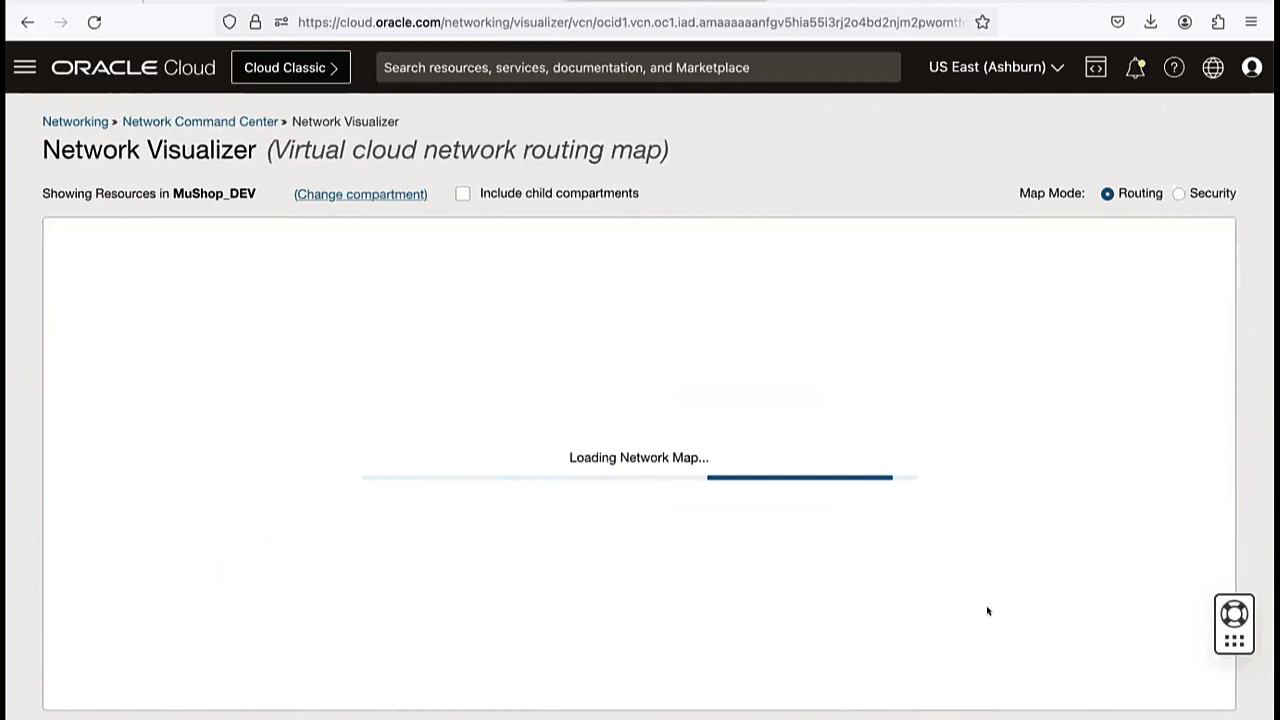 https://cloud.oracle.com/networking/visualizer/vcn/ocid1.vcn.oc1.iad.amaaaaaanfgv5hia55i3rj2o4bd2njm2pwomt
ORACLE Cloud
Cloud Classic >
Search resources, services, documentation, and Marketplace
US East (Ashburn)
Networking » Network Command Center » Network Visualizer
Network Visualizer (Virtual cloud network routing map)
Showing Resources in MuShop_DEV (Change compartment) Include child compartments Map Mode: Routing Security
Loading Network Map...